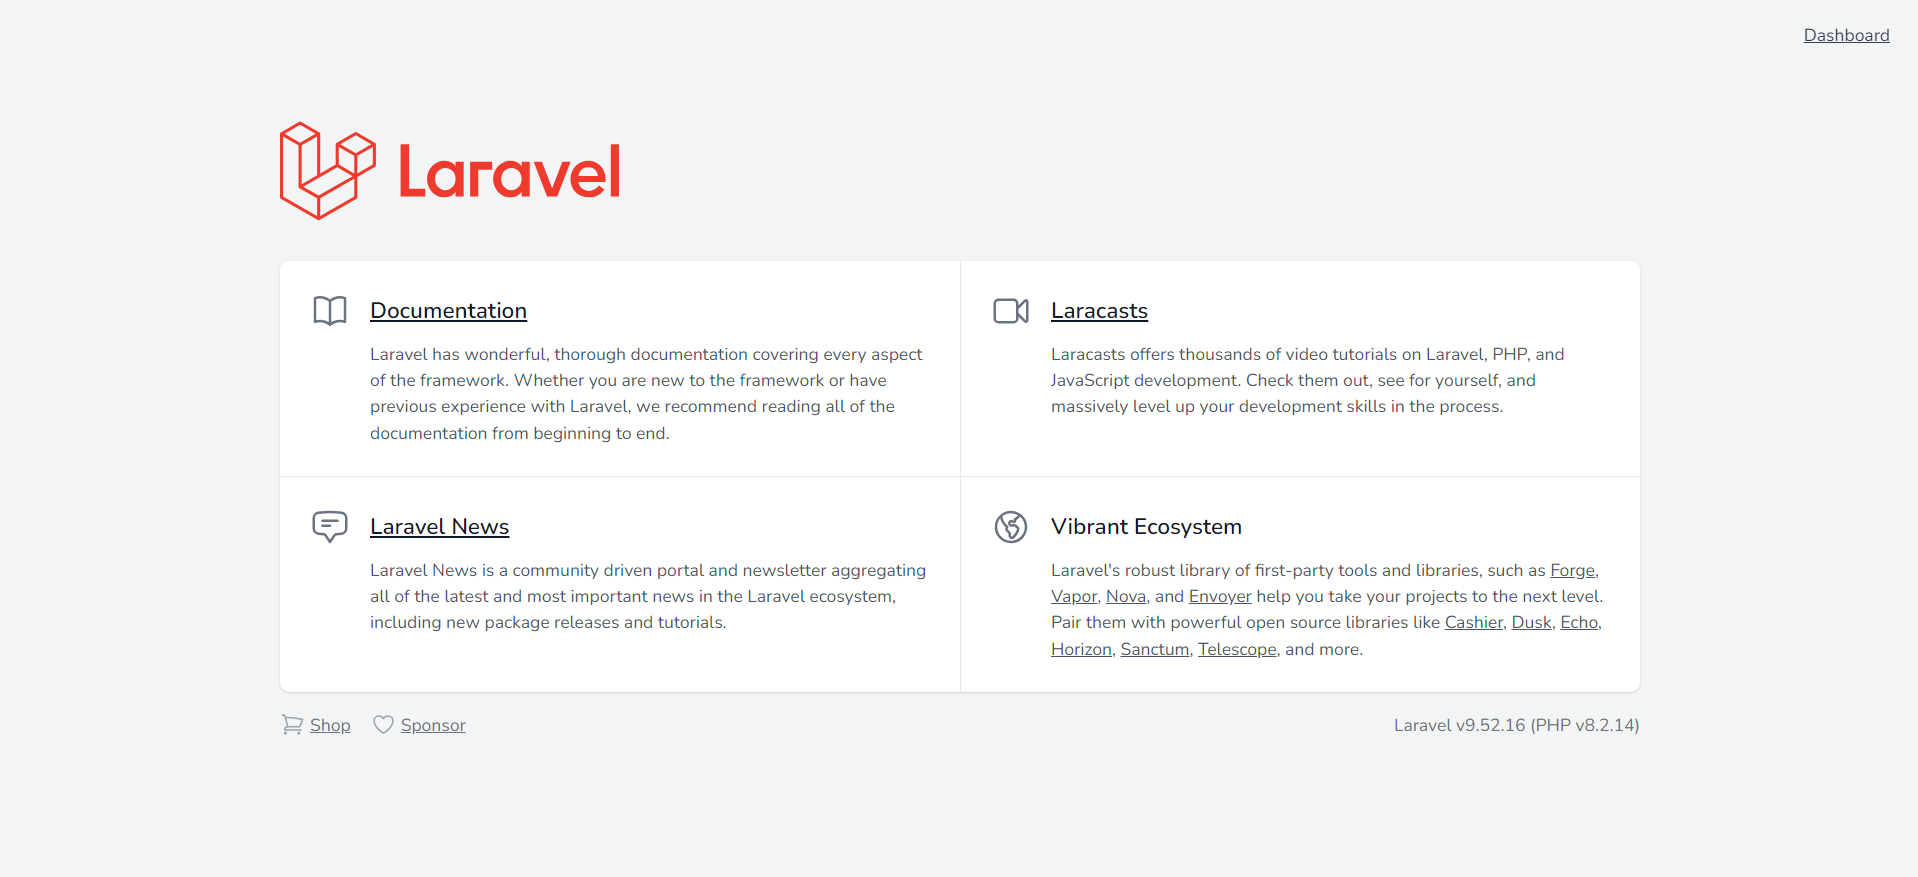 Dashboard
Laravel
Documentation
Laravel has wonderful, thorough documentation covering every aspect
of the framework. Whether you are new to the framework or have
previous experience with Laravel, we recommend reading all of the
documentation from beginning to end.
Laracasts
Laracasts offers thousands of video tutorials on Laravel, PHP, and
JavaScript development. Check them out, see for yourself, and
massively level up your development skills in the process.
Laravel News
Laravel News is a community driven portal and newsletter aggregating
all of the latest and most important news in the Laravel ecosystem,
including new package releases and tutorials.
Vibrant Ecosystem
Laravel's robust library of first-party tools and libraries, such as Forge,
Vapor, Nova, and Envoyer help you take your projects to the next level.
Pair them with powerful open source libraries like Cashier, Dusk, Echo,
Horizon, Sanctum, Telescope, and more.
Shop Sponsor
Laravel v9.52.16 (PHP v8.2.14)